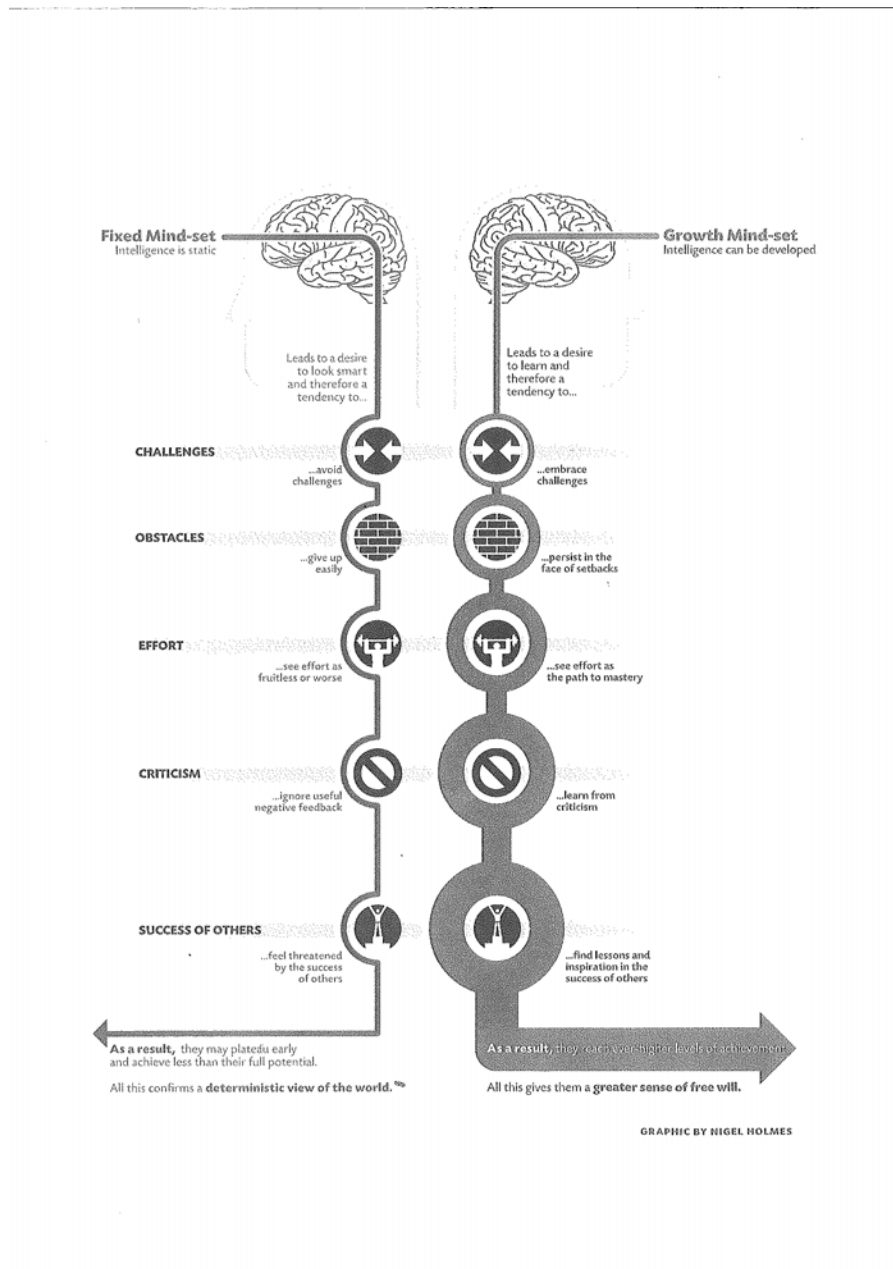 Fixed Mind-set
Intelligence is static
Growth Mind-set
Intelligence can be developed
Leads to a desire
to look smart
and therefore a
tendency to...
Leads to a desire
to learn and
therefore a
tendency to...
CHALLENGES
...avoid
challenges
...embrace
challenges
OBSTACLES
...give up
easily
...persist in the
face of setbacks
EFFORT
...see effort as
fruitless or worse
...see effort as
the path to mastery
CRITICISM
...ignore useful
negative feedback
...learn from
criticism
SUCCESS OF OTHERS
...feel threatened
by the success
of others
...find lessons and
inspiration in the
success of others
As a result, they may plateau early
and achieve less than their full potential.
All this confirms a deterministic view of the world.
As a result, they reach ever-higher levels of achievement.
All this gives them a greater sense of free will.
GRAPHIC BY NIGEL HOLMES